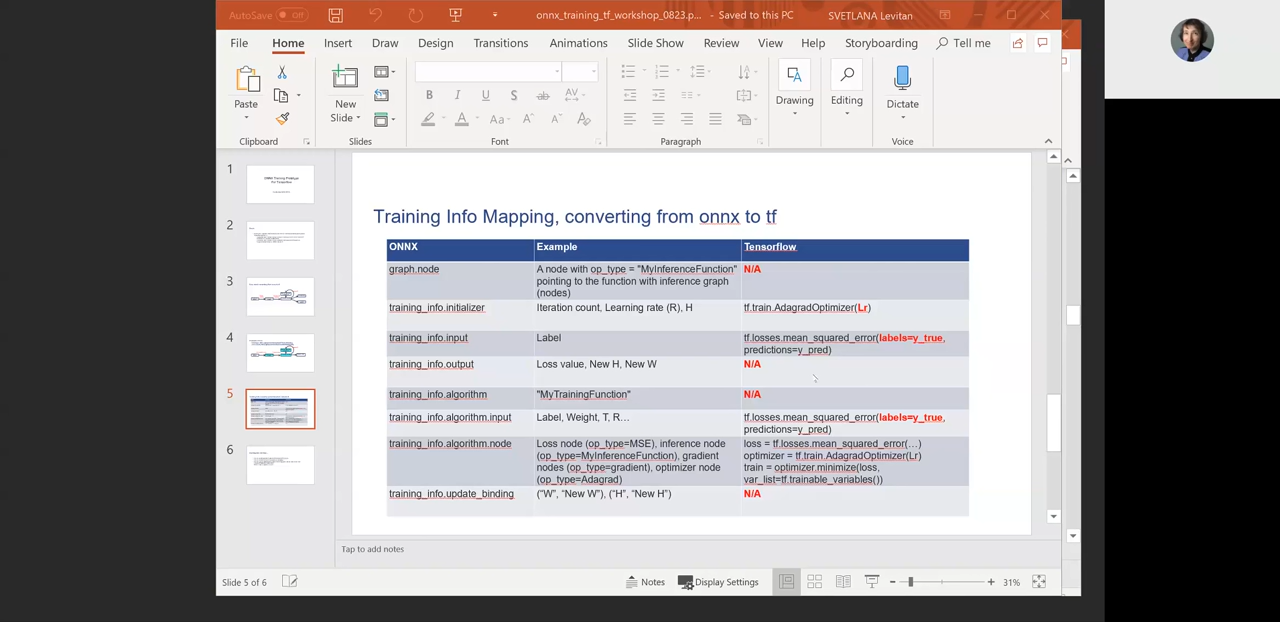 AutoSave Off onnx_training_tf_workshop_0823.p... - Saved to this PC SVETLANA Levitan
File Home Insert Draw Design Transitions Animations Slide Show Review View Help Storyboarding Tell me
Paste
New Slide
Drawing
Editing
Dictate
Clipboard Slides Font Paragraph Voice
1
2
3
4
5
6
Training Info Mapping, converting from onnx to tf
ONNX Example Tensorflow
graph.node A node with op_type = "MyInferenceFunction" N/A
pointing to the function with inference graph
(nodes)
training_info.initializer Iteration count, Learning rate (R), H tf.train.AdagradOptimizer(Lr)
training_info.input Label tf.losses.mean_squared_error(labels=y_true,
predictions=y_pred)
training_info.output Loss value, New H, New W N/A
training_info.algorithm "MyTrainingFunction" N/A
training_info.algorithm.input Label, Weight, T, R... tf.losses.mean_squared_error(labels=y_true,
predictions=y_pred)
training_info.algorithm.node Loss node (op_type=MSE), inference node loss = tf.losses.mean_squared_error(…)
(op_type=MyInferenceFunction), gradient optimizer = tf.train.AdagradOptimizer(Lr)
nodes (op_type=gradient), optimizer node train = optimizer.minimize(loss,
(op_type=Adagrad) var_list=tf.trainable_variables())
training_info.update_binding (“W”, “New W”), (“H”, “New H”) N/A
Tap to add notes
Slide 5 of 6 Notes Display Settings 31%